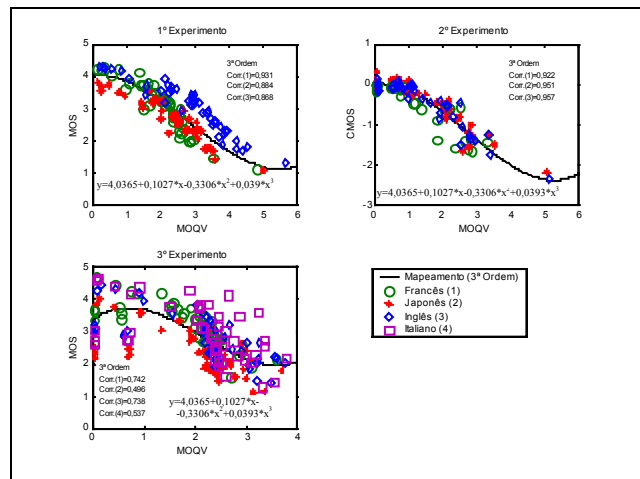 1º Experimento
5
4
3
2
1
0
MOS
0 1 2 3 4 5 6
MOQV
3ª Ordem
Corr.(1)=0,931
Corr.(2)=0,884
Corr.(3)=0,868
y=4,0365+0,1027*x-0,3306*x²+0,039*x³
2º Experimento
1
0
-1
-2
-3
CMOS
0 1 2 3 4 5 6
MOQV
3ª Ordem
Corr.(1)=0,922
Corr.(2)=0,951
Corr.(3)=0,957
y=4,0365+0,1027*x-0,3306*x²+0,0393*x³
3º Experimento
5
4
3
2
1
0
MOS
0 1 2 3 4
MOQV
3ª Ordem
Corr.(1)=0,742
Corr.(2)=0,496
Corr.(3)=0,738
Corr.(4)=0,537
y=4,0365+0,1027*x-
-0,3306*x²+0,0393*x³
Mapeamento (3ª Ordem)
Francês (1)
Japonês (2)
Inglês (3)
Italiano (4)